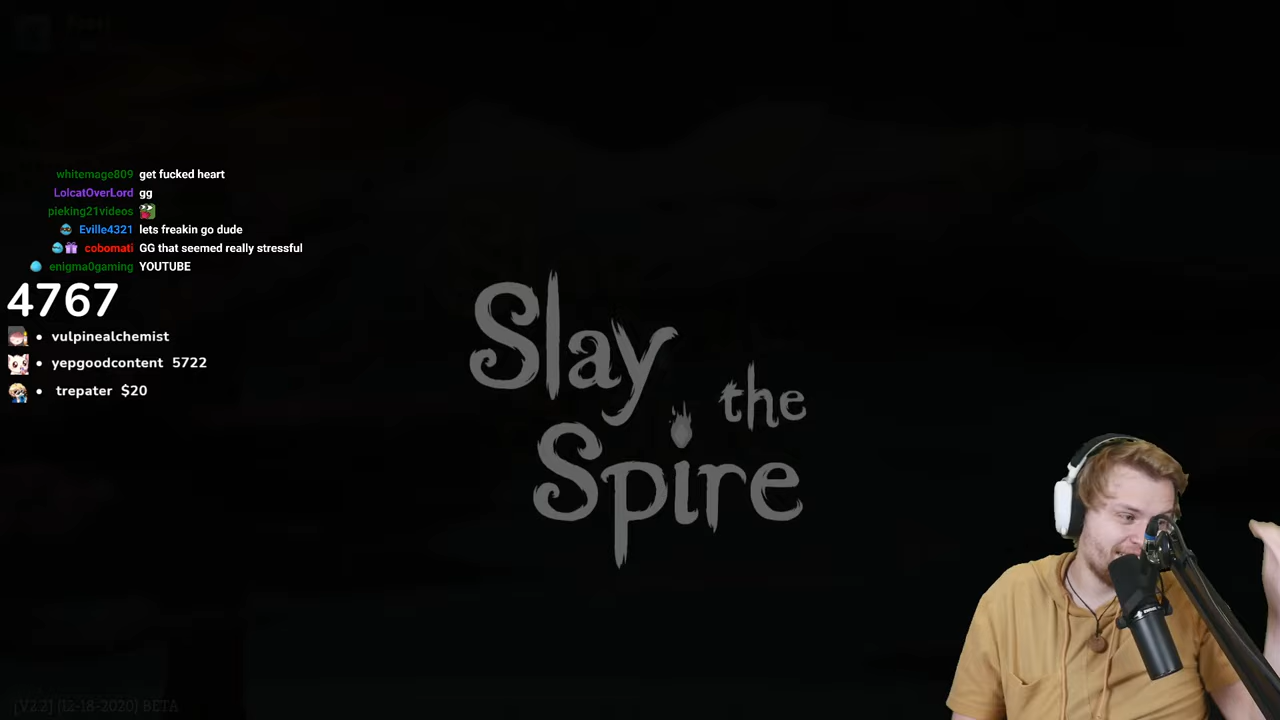 whitemage809 get fucked heart
LolcatOverLord gg
pieking21videos
Eville4321 lets freakin go dude
cobomati GG that seemed really stressful
enigma0gaming YOUTUBE
4767
• vulpinealchemist
• yepgoodcontent 5722
• trepater $20
Slay
the
Spire
[V2.2] (12-18-2020) BETA